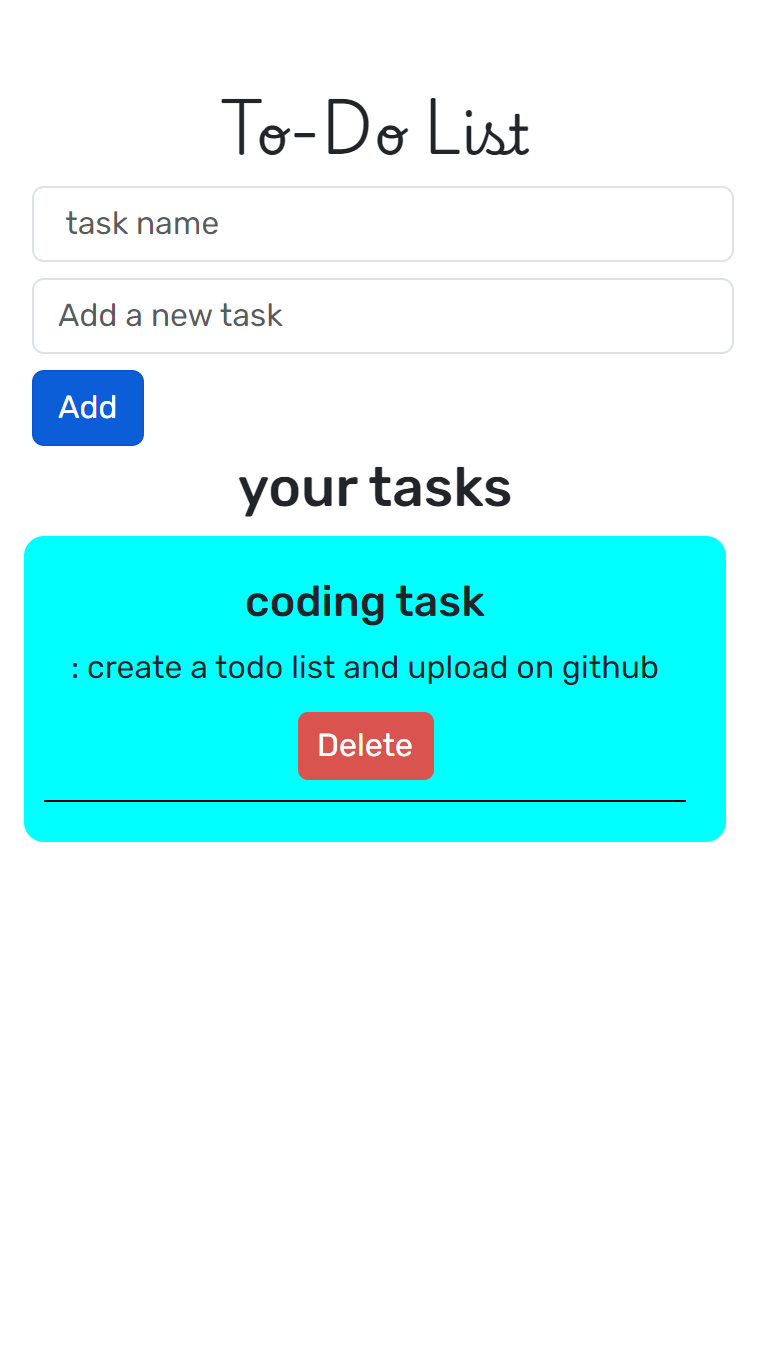 To-Do List
task name
Add a new task
Add
your tasks
coding task
: create a todo list and upload on github
Delete